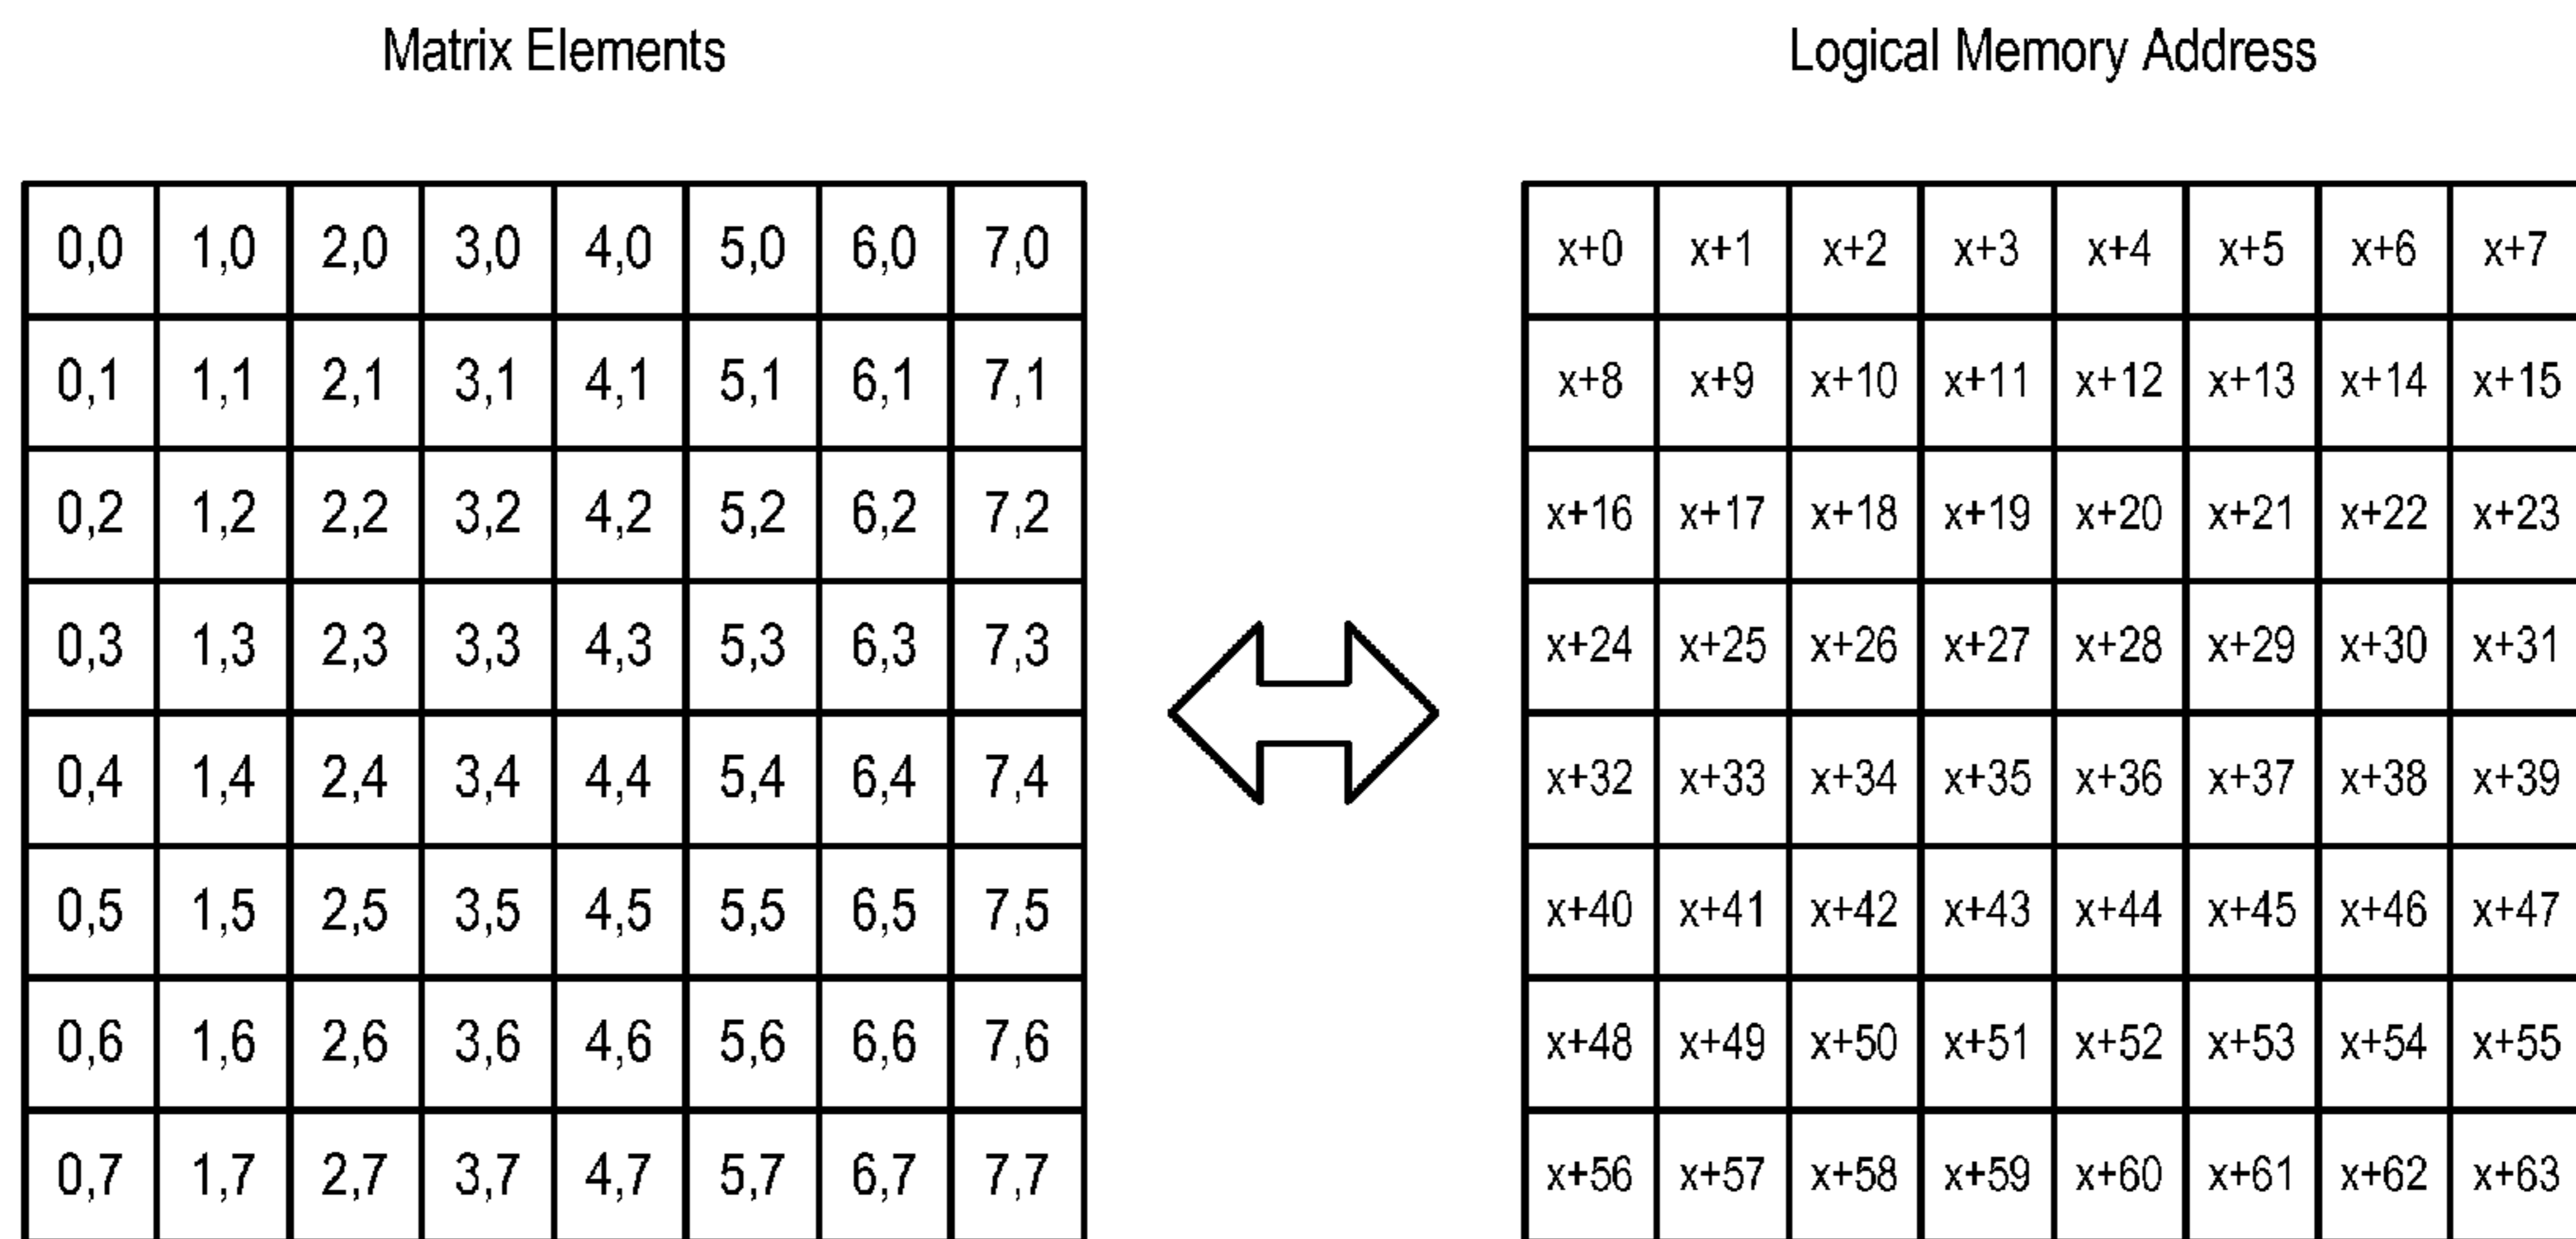 Matrix Elements
Logical Memory Address
0,0 1,0 2,0 3,0 4,0 5,0 6,0 7,0
0,1 1,1 2,1 3,1 4,1 5,1 6,1 7,1
0,2 1,2 2,2 3,2 4,2 5,2 6,2 7,2
0,3 1,3 2,3 3,3 4,3 5,3 6,3 7,3
0,4 1,4 2,4 3,4 4,4 5,4 6,4 7,4
0,5 1,5 2,5 3,5 4,5 5,5 6,5 7,5
0,6 1,6 2,6 3,6 4,6 5,6 6,6 7,6
0,7 1,7 2,7 3,7 4,7 5,7 6,7 7,7
x+0 x+1 x+2 x+3 x+4 x+5 x+6 x+7
x+8 x+9 x+10 x+11 x+12 x+13 x+14 x+15
x+16 x+17 x+18 x+19 x+20 x+21 x+22 x+23
x+24 x+25 x+26 x+27 x+28 x+29 x+30 x+31
x+32 x+33 x+34 x+35 x+36 x+37 x+38 x+39
x+40 x+41 x+42 x+43 x+44 x+45 x+46 x+47
x+48 x+49 x+50 x+51 x+52 x+53 x+54 x+55
x+56 x+57 x+58 x+59 x+60 x+61 x+62 x+63